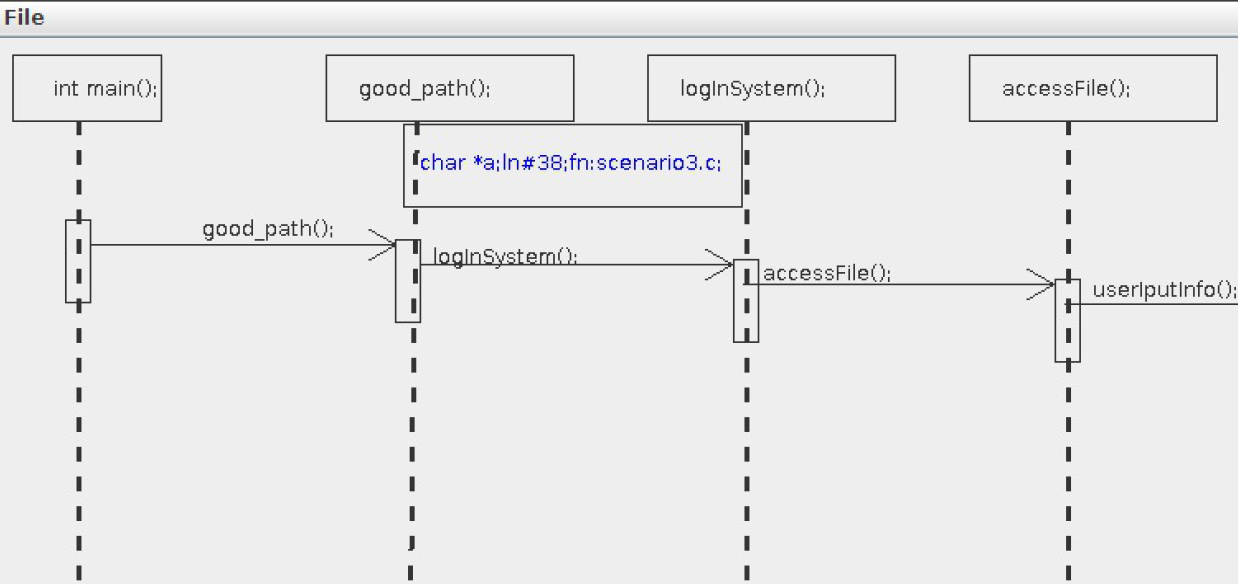 File
int main();
good_path();
logInSystem();
accessFile();
char *a;ln#38;fn:scenario3.c;
good_path();
logInSystem();
accessFile();
userIputInfo();